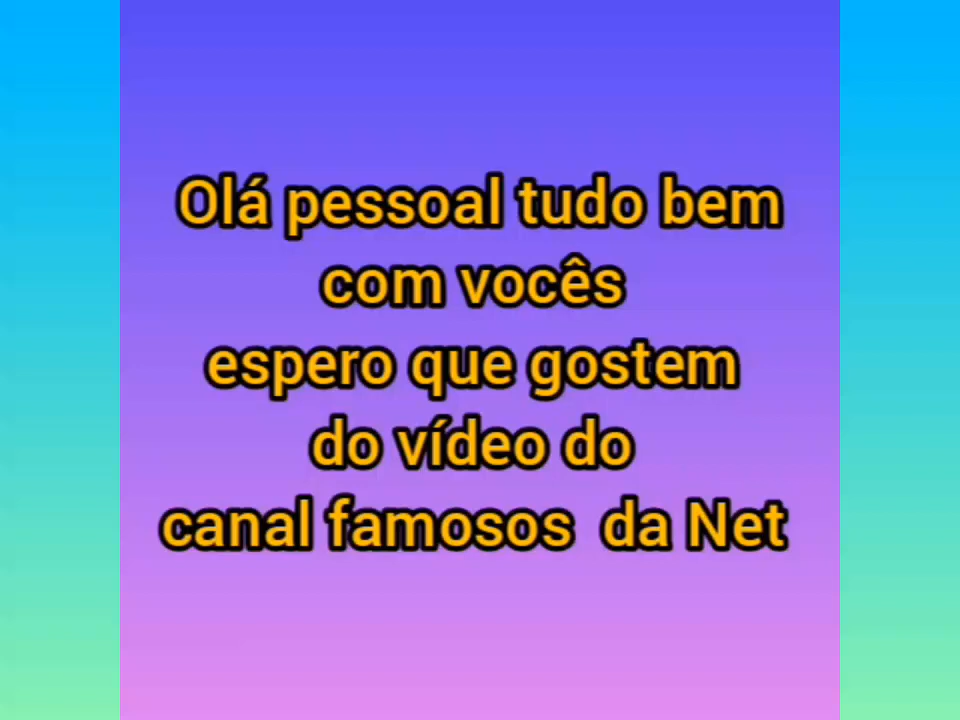 Olá pessoal tudo bem
com vocês
espero que gostem
do vídeo do
canal famosos  da Net